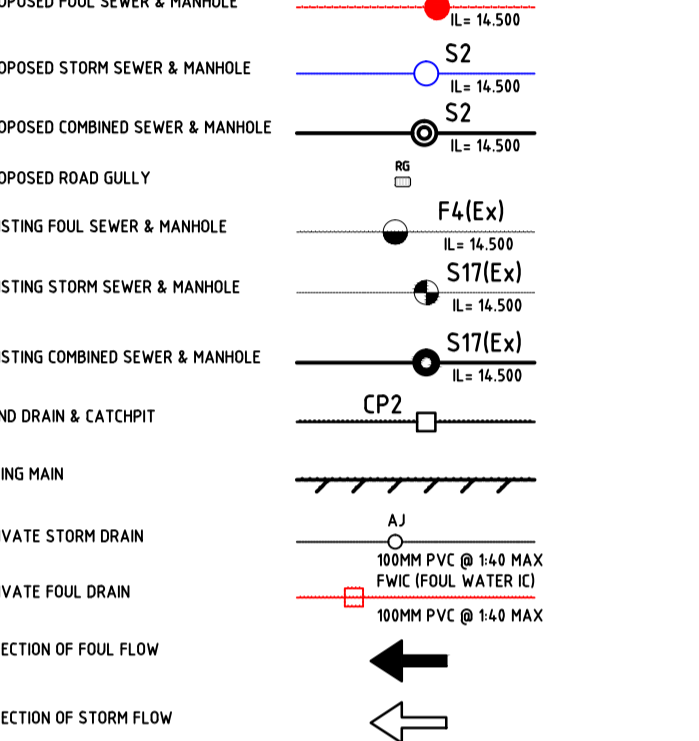 OPOSED FOUL SEWER & MANHOLE
IL= 14.500
S2
OPOSED STORM SEWER & MANHOLE
IL= 14.500
S2
OPOSED COMBINED SEWER & MANHOLE
IL= 14.500
RG
OPOSED ROAD GULLY
F4(Ex)
STING FOUL SEWER & MANHOLE
IL= 14.500
S17(Ex)
STING STORM SEWER & MANHOLE
IL= 14.500
S17(Ex)
STING COMBINED SEWER & MANHOLE
IL= 14.500
CP2
ND DRAIN & CATCHPIT
ING MAIN
AJ
VATE STORM DRAIN
100MM PVC @ 1:40 MAX
FWIC (FOUL WATER IC)
VATE FOUL DRAIN
100MM PVC @ 1:40 MAX
ECTION OF FOUL FLOW
ECTION OF STORM FLOW